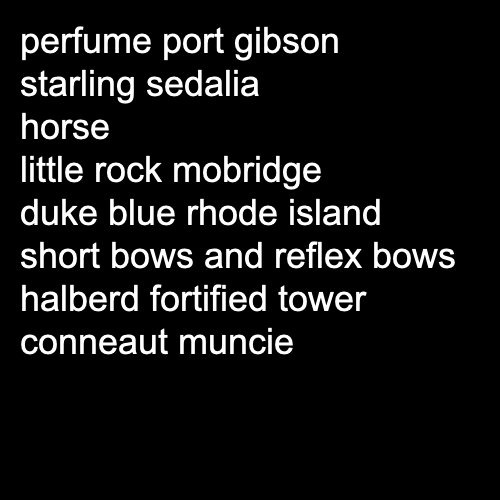 perfume port gibson
starling sedalia
horse
little rock mobridge
duke blue rhode island
short bows and reflex bows
halberd fortified tower
conneaut muncie